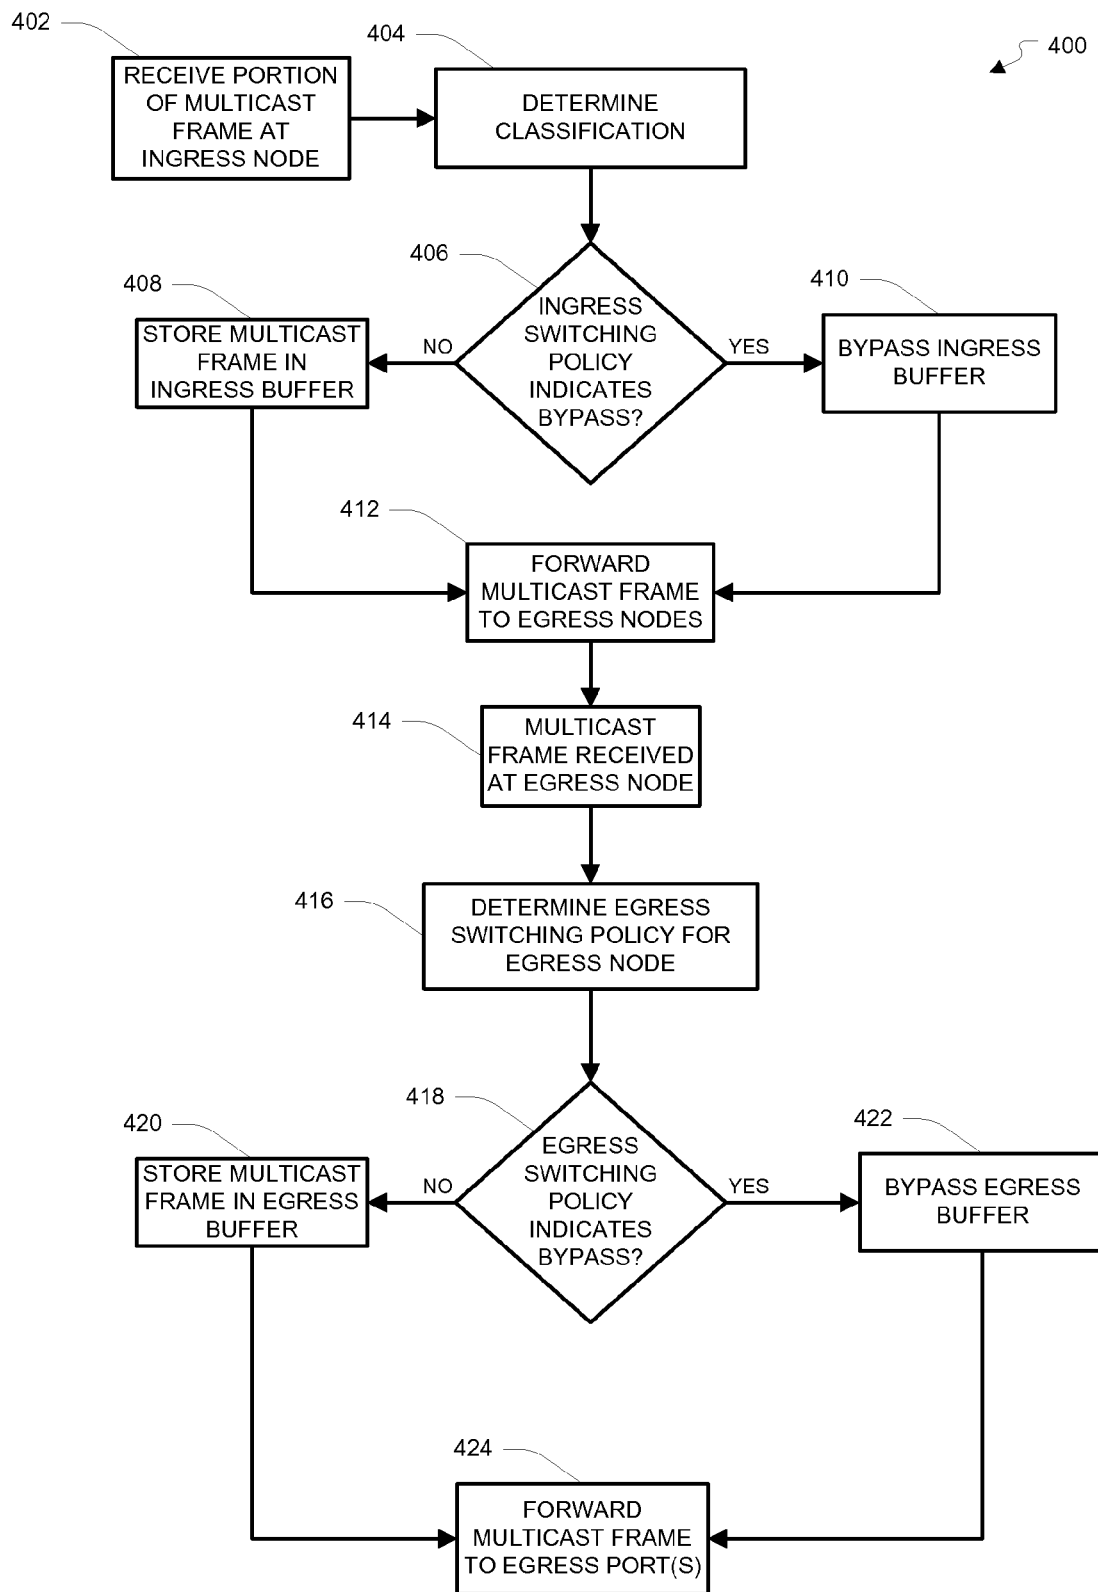 402
RECEIVE PORTION
OF MULTICAST
FRAME AT
INGRESS NODE
404
DETERMINE
CLASSIFICATION
400
406
INGRESS
SWITCHING
POLICY
INDICATES
BYPASS?
408
STORE MULTICAST
FRAME IN
INGRESS BUFFER
NO
YES
410
BYPASS INGRESS
BUFFER
412
FORWARD
MULTICAST FRAME
TO EGRESS NODES
414
MULTICAST
FRAME RECEIVED
AT EGRESS NODE
416
DETERMINE EGRESS
SWITCHING POLICY FOR
EGRESS NODE
418
EGRESS
SWITCHING
POLICY
INDICATES
BYPASS?
420
STORE MULTICAST
FRAME IN EGRESS
BUFFER
NO
YES
422
BYPASS EGRESS
BUFFER
424
FORWARD
MULTICAST FRAME
TO EGRESS PORT(S)